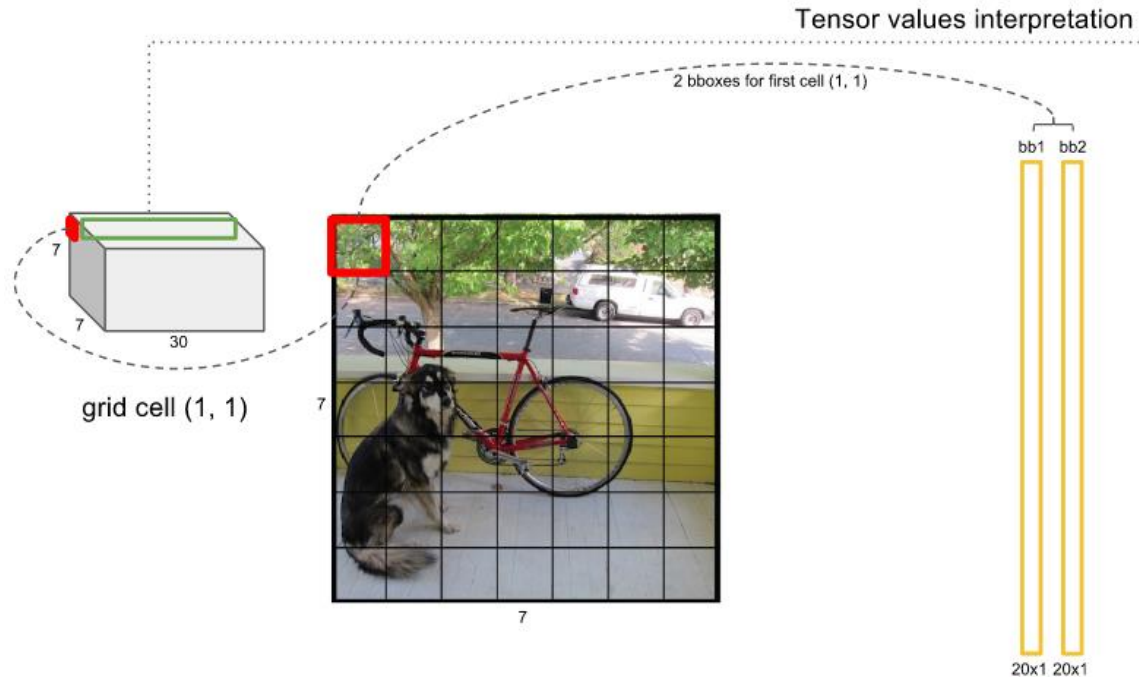 Tensor values interpretation
2 bboxes for first cell (1, 1)
bb1 bb2
7
7
30
grid cell (1, 1)
7
7
20x1 20x1